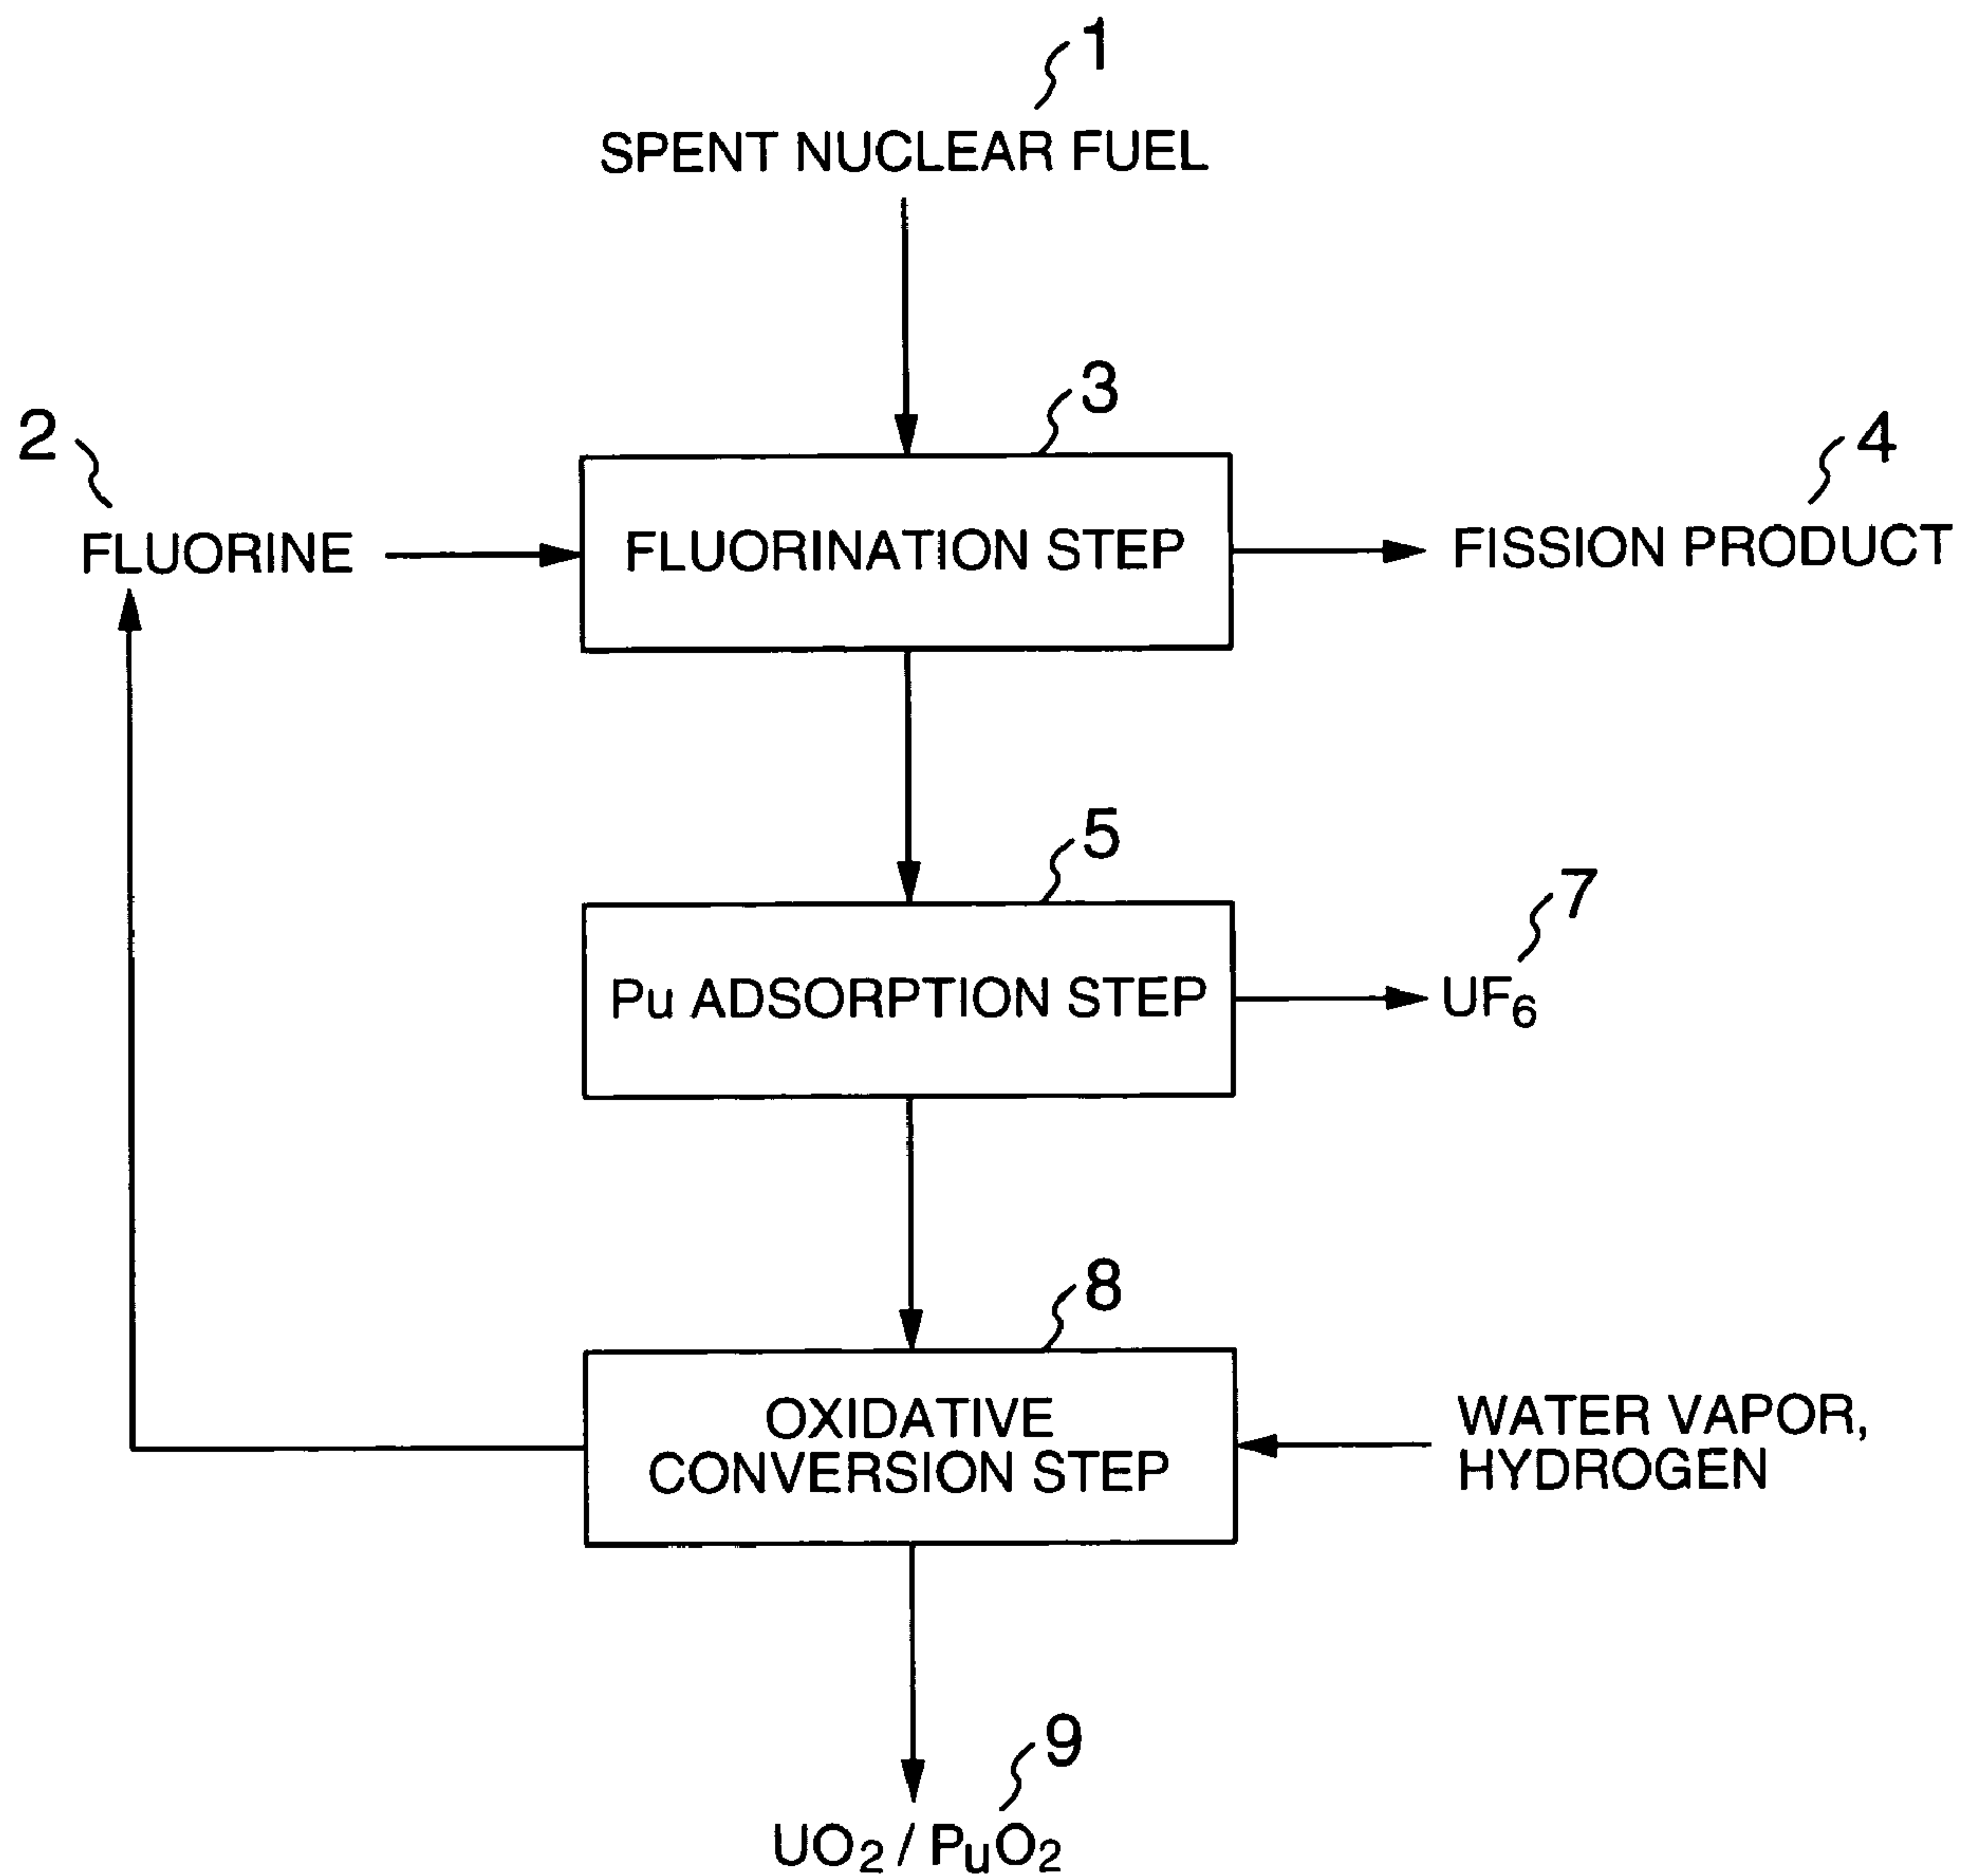 1
SPENT NUCLEAR FUEL
3
2
4
FLUORINE
FLUORINATION STEP
FISSION PRODUCT
5
7
Pu ADSORPTION STEP
UF6
8
OXIDATIVE
CONVERSION STEP
WATER VAPOR,
HYDROGEN
9
UO2 / PuO2